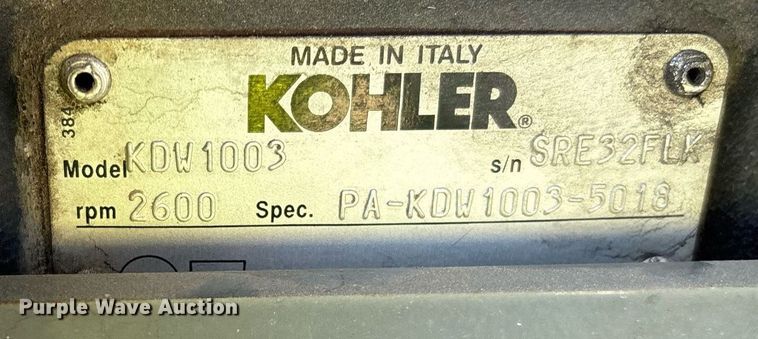 MADE IN ITALY
KOHLER®
384
Model KDW1003 s/n SRE32FLK
rpm 2600 Spec. PA-KDW1003-5018
Purple Wave Auction